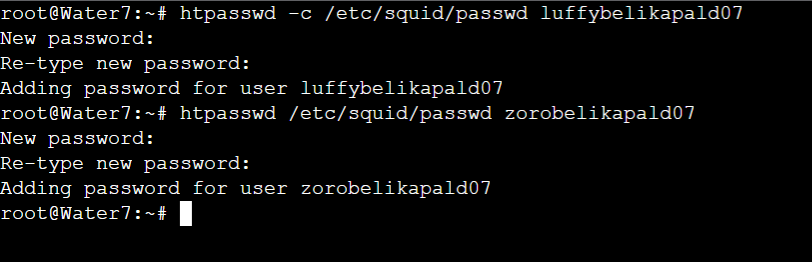 root@Water7:~# htpasswd -c /etc/squid/passwd luffybelikapald07
New password:
Re-type new password:
Adding password for user luffybelikapald07
root@Water7:~# htpasswd /etc/squid/passwd zorobelikapald07
New password:
Re-type new password:
Adding password for user zorobelikapald07
root@Water7:~#